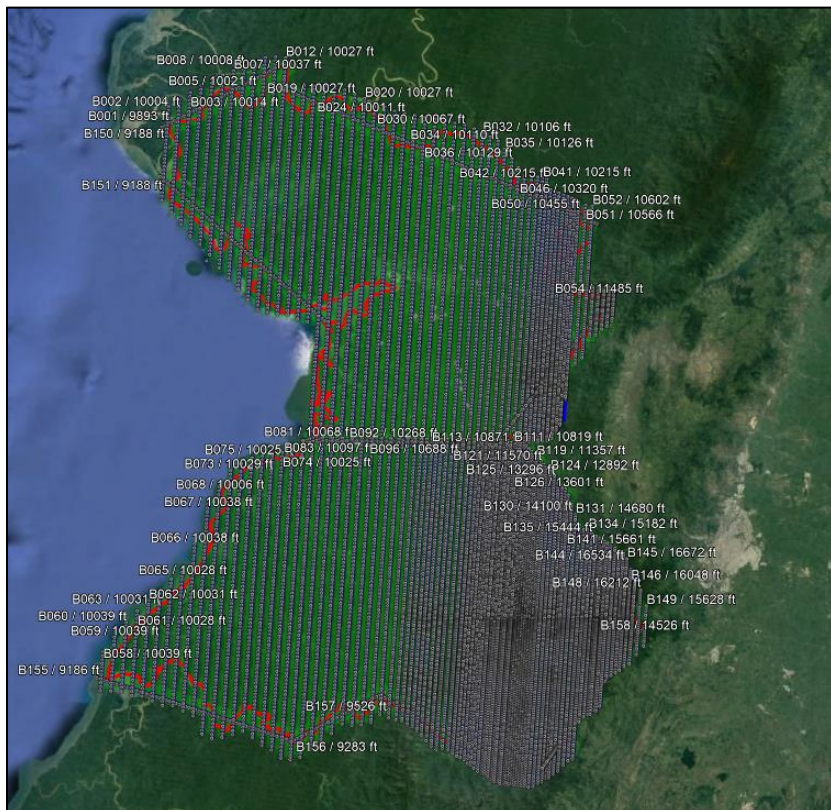 B012 / 10027 ft
B008 / 10008 ft
B007 / 10037 ft
B005 / 10021 ft
B019 / 10027 ft
B020 / 10027 ft
B002 / 10004 ft
B003 / 10014 ft
B024 / 10011 ft
B001 / 9893 ft
B030 / 10067 ft
B032 / 10106 ft
B150 / 9188 ft
B034 / 10110 ft
B035 / 10126 ft
B036 / 10129 ft
B042 / 10215 ft
B041 / 10215 ft
B151 / 9188 ft
B046 / 10320 ft
B052 / 10602 ft
B050 / 10455 ft
B051 / 10566 ft
B054 / 11485 ft
B081 / 10068 ft
B092 / 10268 ft
B113 / 10871
B111 / 10819 ft
B075 / 10025
B083 / 10097
B096 / 10688 ft
B119 / 11357 ft
B121 / 11570 ft
B073 / 10029 ft
B074 / 10025 ft
B125 / 13296 ft
B124 / 12892 ft
B068 / 10006 ft
B126 / 13601 ft
B067 / 10038 ft
B130 / 14100 ft
B131 / 14680 ft
B135 / 15444 ft
B134 / 15182 ft
B066 / 10038 ft
B141 / 15661 ft
B144 / 16534 ft
B145 / 16672 ft
B065 / 10028 ft
B148 / 16212 ft
B146 / 16048 ft
B063 / 10031 ft
B062 / 10031 ft
B149 / 15628 ft
B060 / 10039 ft
B061 / 10028 ft
B158 / 14526 ft
B059 / 10039 ft
B058 / 10039 ft
B155 / 9186 ft
B157 / 9526 ft
B156 / 9283 ft